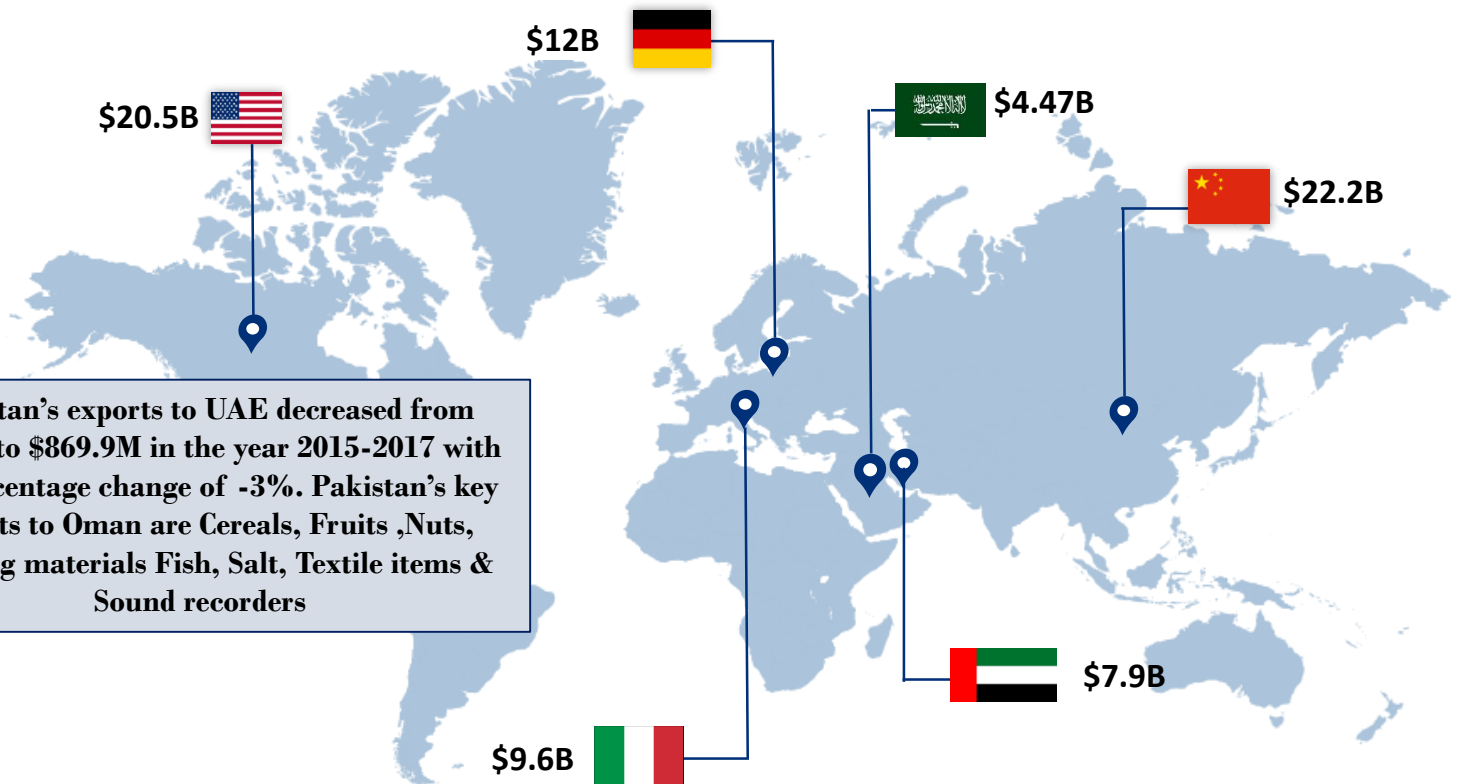 $12B
$20.5B
$4.47B
$22.2B
tan’s exports to UAE decreased from
to $869.9M in the year 2015-2017 with
centage change of -3%. Pakistan’s key
ts to Oman are Cereals, Fruits ,Nuts,
g materials Fish, Salt, Textile items &
Sound recorders
$7.9B
$9.6B